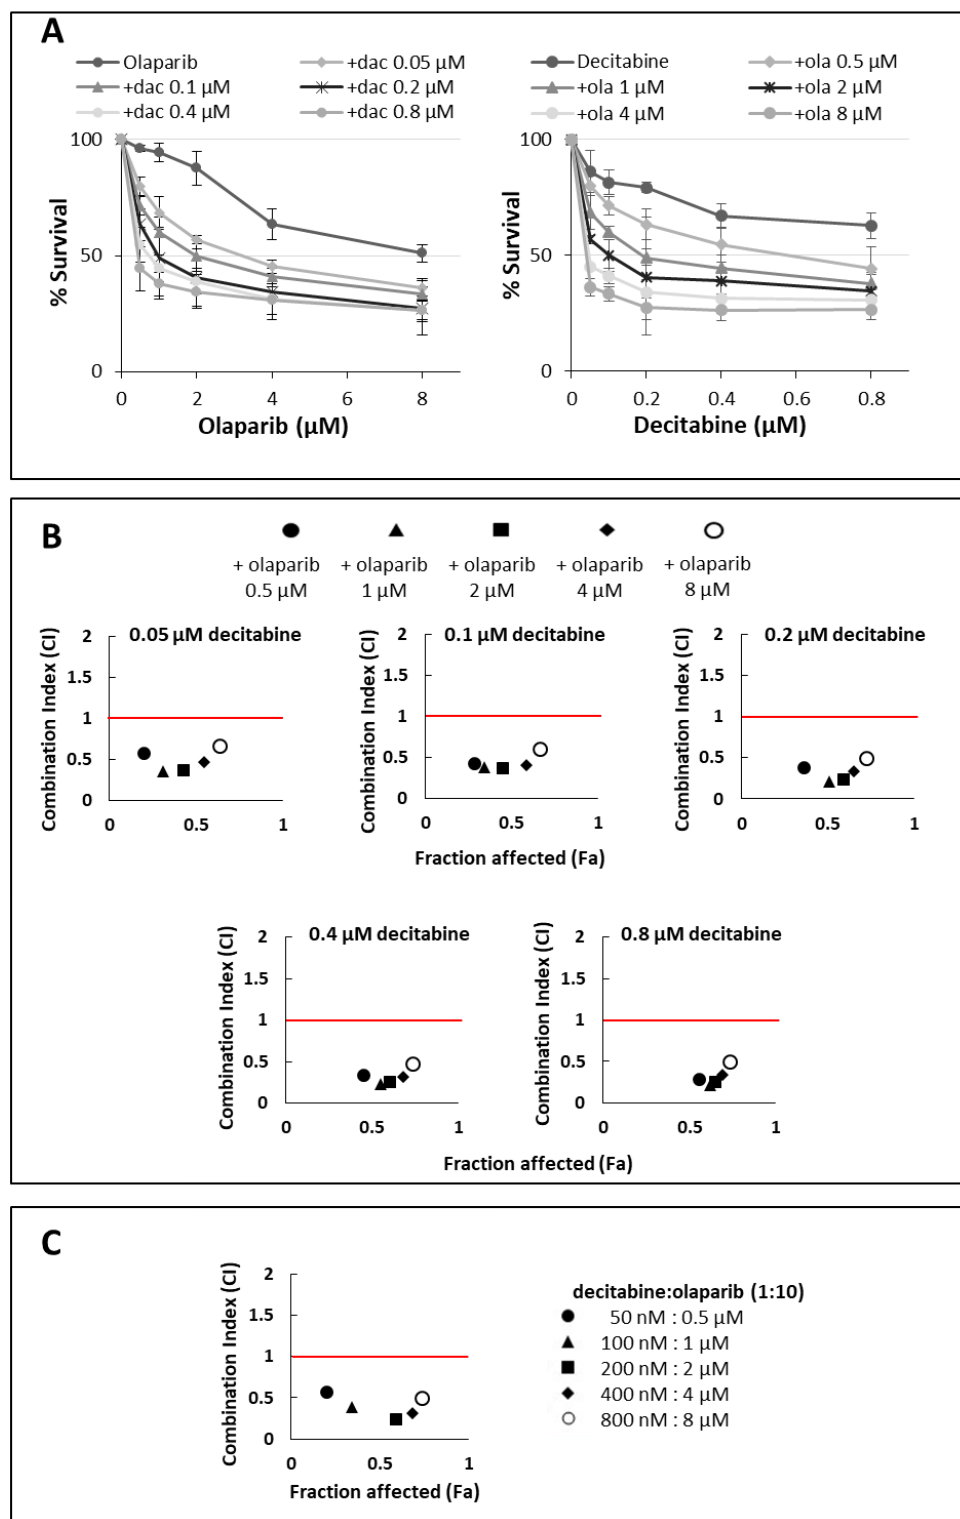 A
Olaparib
+dac 0.05 µM
+dac 0.1 µM
+dac 0.2 µM
+dac 0.4 µM
+dac 0.8 µM
100
50
0
% Survival
0 2 4 6 8
Olaparib (µM)
Decitabine
+ola 0.5 µM
+ola 1 µM
+ola 2 µM
+ola 4 µM
+ola 8 µM
100
50
0
% Survival
0 0.2 0.4 0.6 0.8
Decitabine (µM)
B
+ olaparib
0.5 µM
+ olaparib
1 µM
+ olaparib
2 µM
+ olaparib
4 µM
+ olaparib
8 µM
0.05 µM decitabine
Combination Index (CI)
2
1.5
1
0.5
0
0 0.5 1
0.1 µM decitabine
Combination Index (CI)
2
1.5
1
0.5
0
0 0.5 1
Fraction affected (Fa)
0.2 µM decitabine
Combination Index (CI)
2
1.5
1
0.5
0
0 0.5 1
0.4 µM decitabine
Combination Index (CI)
2
1.5
1
0.5
0
0 0.5 1
0.8 µM decitabine
Combination Index (CI)
2
1.5
1
0.5
0
0 0.5 1
Fraction affected (Fa)
C
Combination Index (CI)
2
1.5
1
0.5
0
0 0.5 1
Fraction affected (Fa)
decitabine:olaparib (1:10)
50 nM : 0.5 µM
100 nM : 1 µM
200 nM : 2 µM
400 nM : 4 µM
800 nM : 8 µM